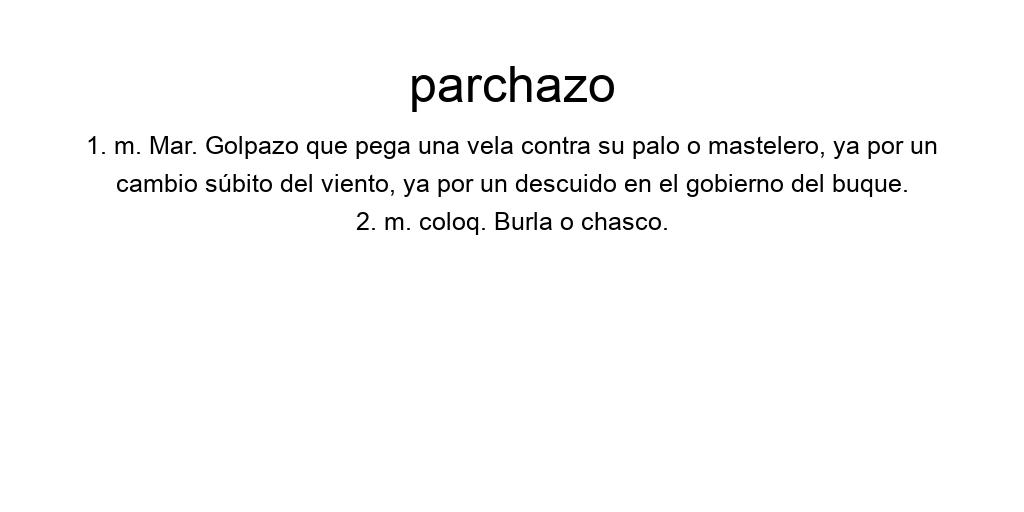 parchazo
1. m. Mar. Golpazo que pega una vela contra su palo o mastelero, ya por un
cambio súbito del viento, ya por un descuido en el gobierno del buque.
2. m. coloq. Burla o chasco.